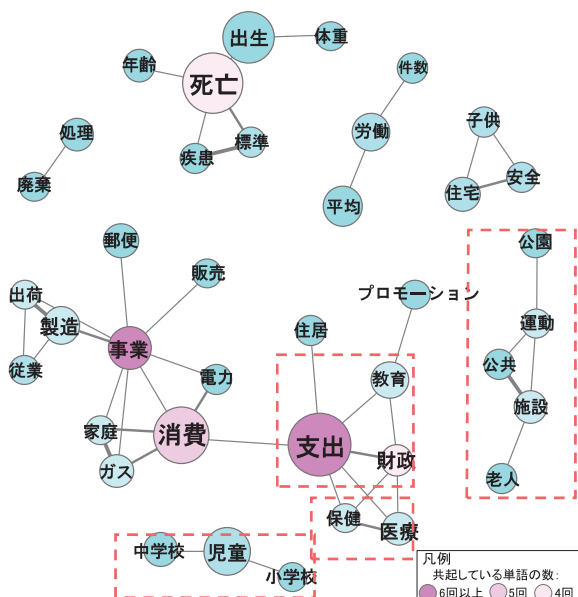 出生
体重
年齢
死亡
件数
処理
労働
子供
標準
疾患
廃棄
住宅
安全
平均
郵便
公園
販売
出荷
プロモーション
製造
運動
住居
事業
従業
電力
教育
公共
施設
家庭
消費
支出
財政
ガス
老人
保健
医療
中学校
児童
小学校
凡例
共起している単語の数:
6回以上 5回 4回